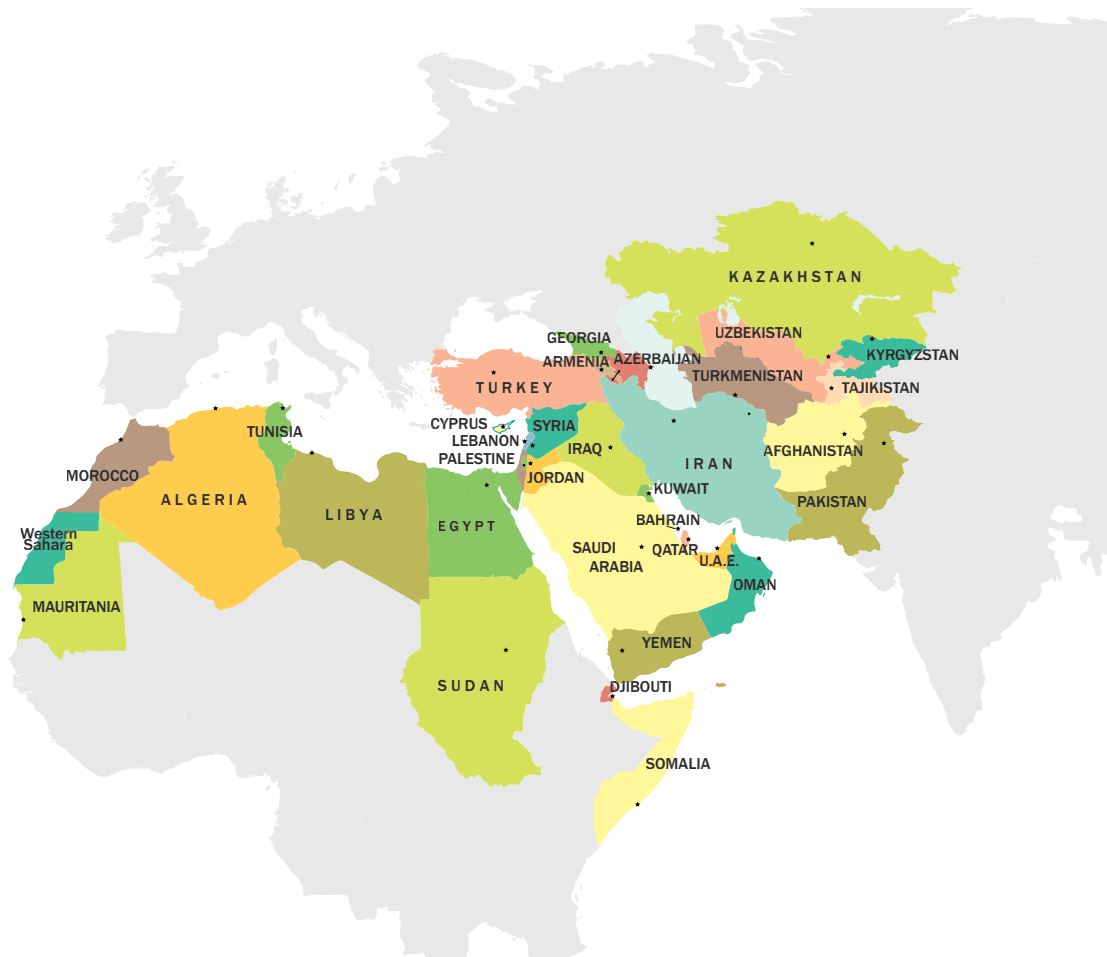 KAZAKHSTAN
UZBEKISTAN
GEORGIA
KYRGYZSTAN
ARMENIA
AZERBAIJAN
TURKMENISTAN
TURKEY
TAJIKISTAN
CYPRUS
SYRIA
TUNISIA
LEBANON
IRAQ
AFGHANISTAN
PALESTINE
IRAN
MOROCCO
JORDAN
KUWAIT
ALGERIA
PAKISTAN
LIBYA
BAHRAIN
EGYPT
Western
Sahara
SAUDI
ARABIA
QATAR
U.A.E.
OMAN
MAURITANIA
YEMEN
SUDAN
DJIBOUTI
SOMALIA